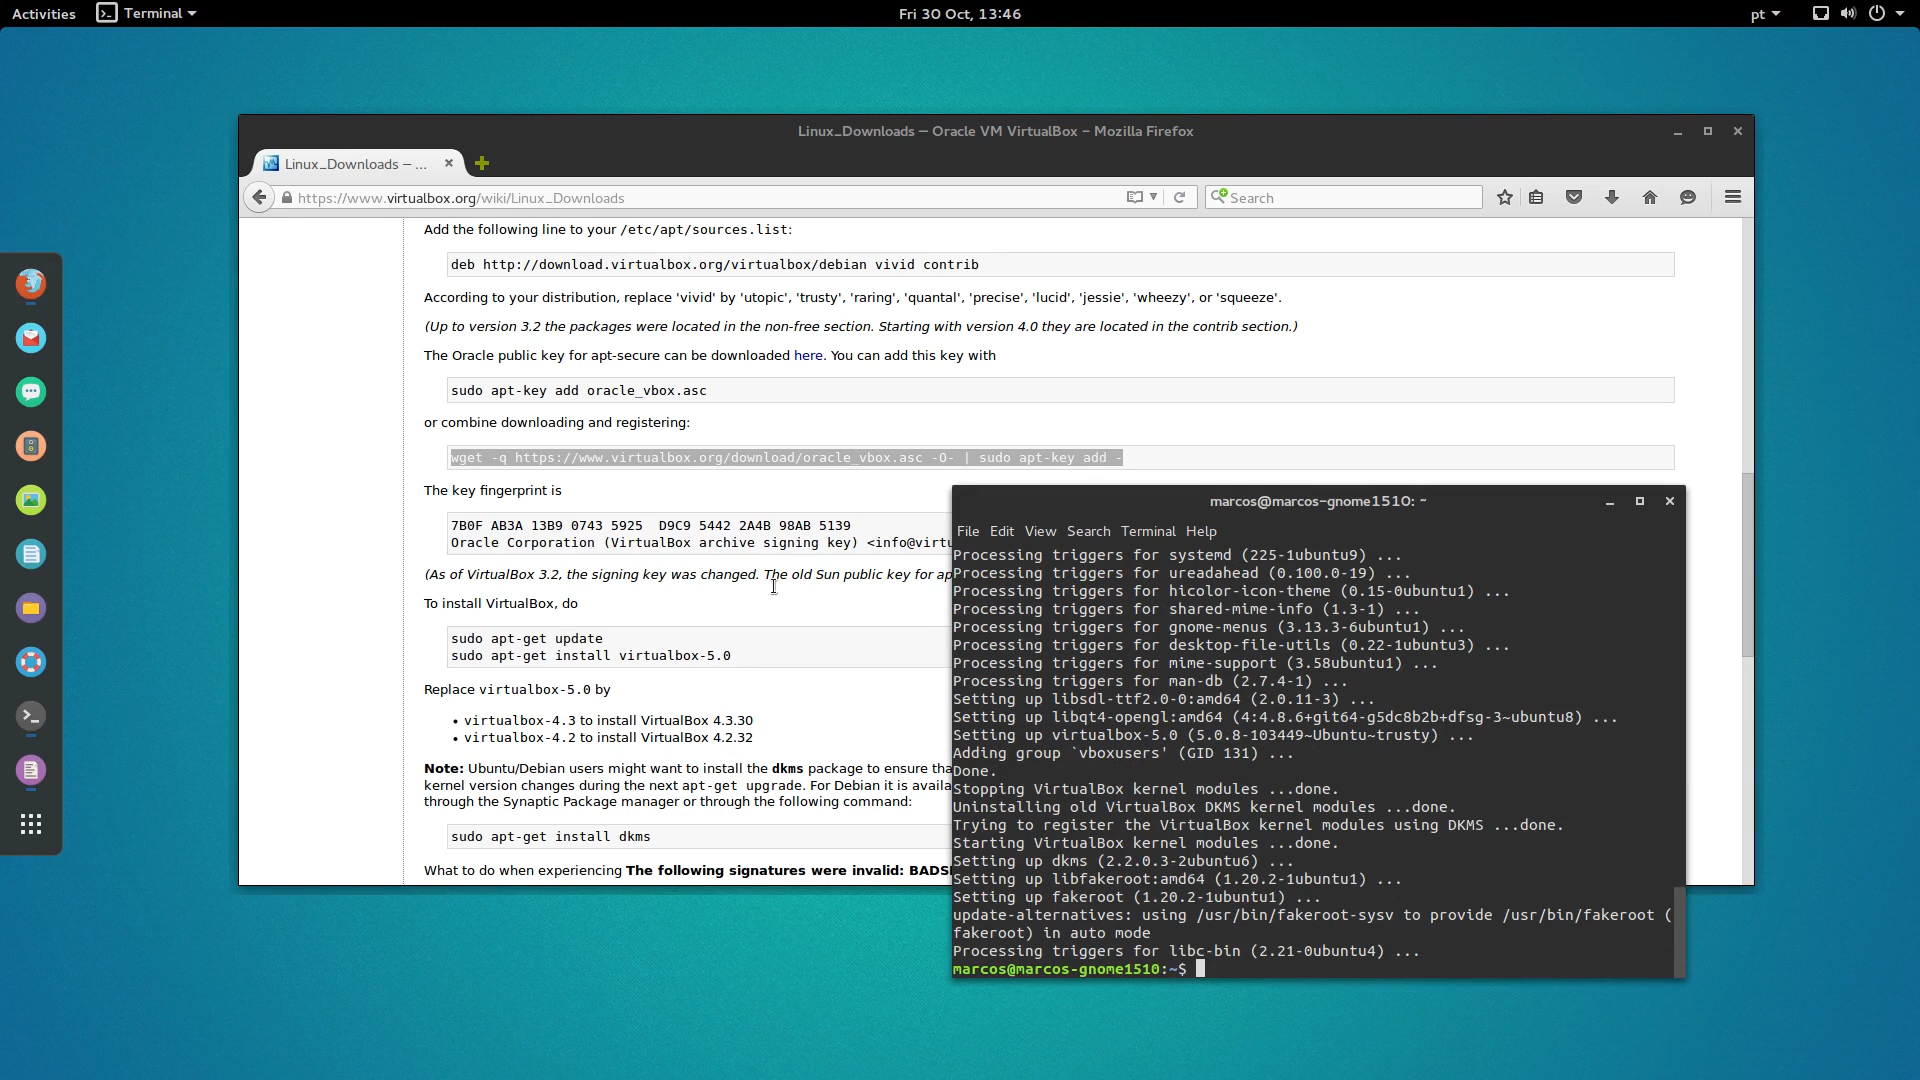 Activities
Terminal
Fri 30 Oct, 13:46
pt
Linux_Downloads – Oracle VM VirtualBox – Mozilla Firefox
Linux_Downloads — ...
https://www.virtualbox.org/wiki/Linux_Downloads
Search
Add the following line to your /etc/apt/sources.list:
deb http://download.virtualbox.org/virtualbox/debian vivid contrib
According to your distribution, replace 'vivid' by 'utopic', 'trusty', 'raring', 'quantal', 'precise', 'lucid', 'jessie', 'wheezy', or 'squeeze'.
(Up to version 3.2 the packages were located in the non-free section. Starting with version 4.0 they are located in the contrib section.)
The Oracle public key for apt-secure can be downloaded here. You can add this key with
sudo apt-key add oracle_vbox.asc
or combine downloading and registering:
wget -q https://www.virtualbox.org/download/oracle_vbox.asc -O- | sudo apt-key add -
The key fingerprint is
7B0F AB3A 13B9 0743 5925  D9C9 5442 2A4B 98AB 5139
Oracle Corporation (VirtualBox archive signing key) <info@virtu
(As of VirtualBox 3.2, the signing key was changed. The old Sun public key for ap
To install VirtualBox, do
sudo apt-get update
sudo apt-get install virtualbox-5.0
Replace virtualbox-5.0 by
• virtualbox-4.3 to install VirtualBox 4.3.30
• virtualbox-4.2 to install VirtualBox 4.2.32
Note: Ubuntu/Debian users might want to install the dkms package to ensure tha
kernel version changes during the next apt-get upgrade. For Debian it is availa
through the Synaptic Package manager or through the following command:
sudo apt-get install dkms
What to do when experiencing The following signatures were invalid: BADS
marcos@marcos-gnome1510: ~
File Edit View Search Terminal Help
Processing triggers for systemd (225-1ubuntu9) ...
Processing triggers for ureadahead (0.100.0-19) ...
Processing triggers for hicolor-icon-theme (0.15-0ubuntu1) ...
Processing triggers for shared-mime-info (1.3-1) ...
Processing triggers for gnome-menus (3.13.3-6ubuntu1) ...
Processing triggers for desktop-file-utils (0.22-1ubuntu3) ...
Processing triggers for mime-support (3.58ubuntu1) ...
Processing triggers for man-db (2.7.4-1) ...
Setting up libsdl-ttf2.0-0:amd64 (2.0.11-3) ...
Setting up libqt4-opengl:amd64 (4:4.8.6+git64-g5dc8b2b+dfsg-3~ubuntu8) ...
Setting up virtualbox-5.0 (5.0.8-103449~Ubuntu~trusty) ...
Adding group `vboxusers' (GID 131) ...
Done.
Stopping VirtualBox kernel modules ...done.
Uninstalling old VirtualBox DKMS kernel modules ...done.
Trying to register the VirtualBox kernel modules using DKMS ...done.
Starting VirtualBox kernel modules ...done.
Setting up dkms (2.2.0.3-2ubuntu6) ...
Setting up libfakeroot:amd64 (1.20.2-1ubuntu1) ...
Setting up fakeroot (1.20.2-1ubuntu1) ...
update-alternatives: using /usr/bin/fakeroot-sysv to provide /usr/bin/fakeroot (
fakeroot) in auto mode
Processing triggers for libc-bin (2.21-0ubuntu4) ...
marcos@marcos-gnome1510:~$